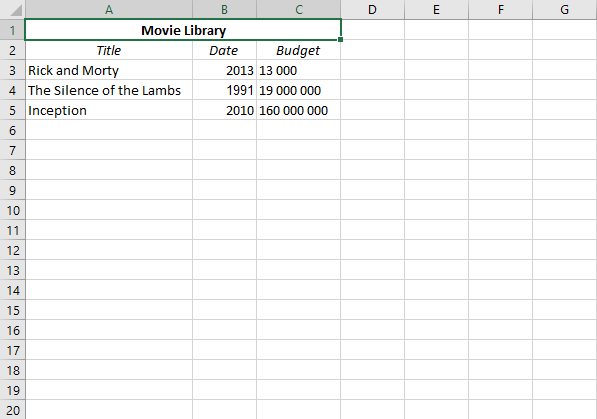 A B C D E F G
1 Movie Library
2 Title Date Budget
3 Rick and Morty 2013 13 000
4 The Silence of the Lambs 1991 19 000 000
5 Inception 2010 160 000 000
6
7
8
9
10
11
12
13
14
15
16
17
18
19
20